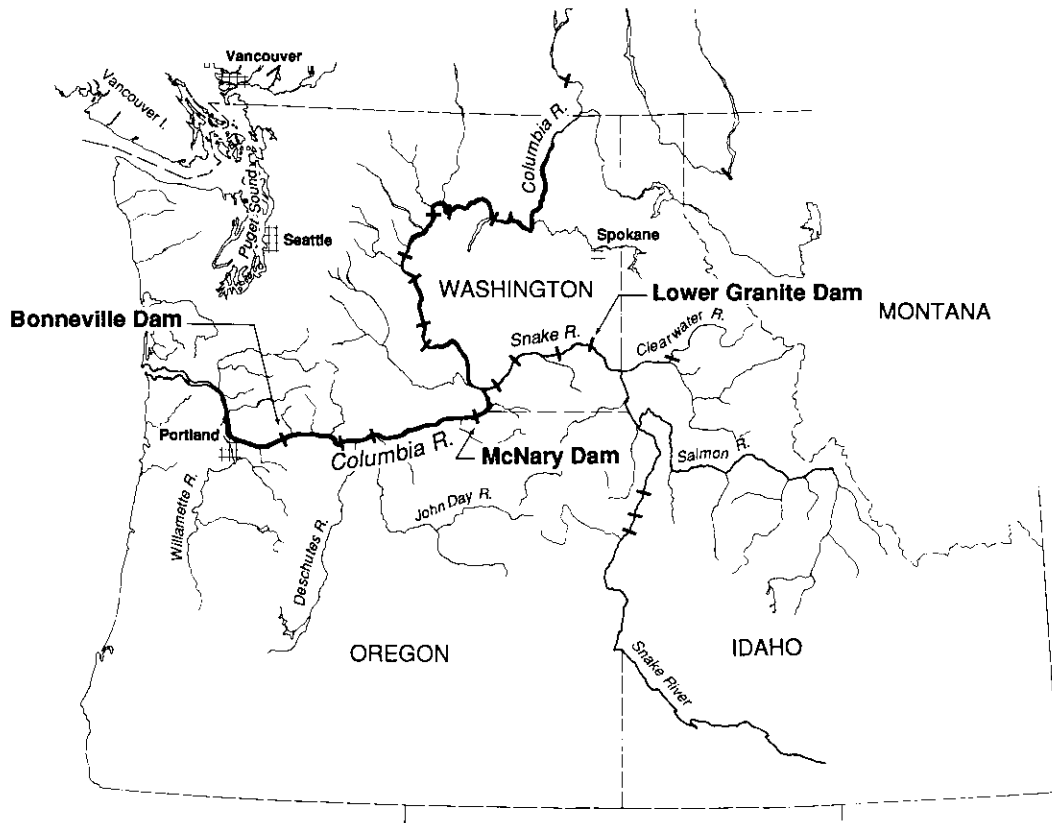 Vancouver
Vancouver I.
Columbia R.
Puget Sound
Seattle
Spokane
WASHINGTON
Lower Granite Dam
MONTANA
Bonneville Dam
Snake R.
Clearwater R.
Portland
Columbia R.
McNary Dam
Salmon R.
Willamette R.
John Day R.
Deschutes R.
OREGON
IDAHO
Snake River